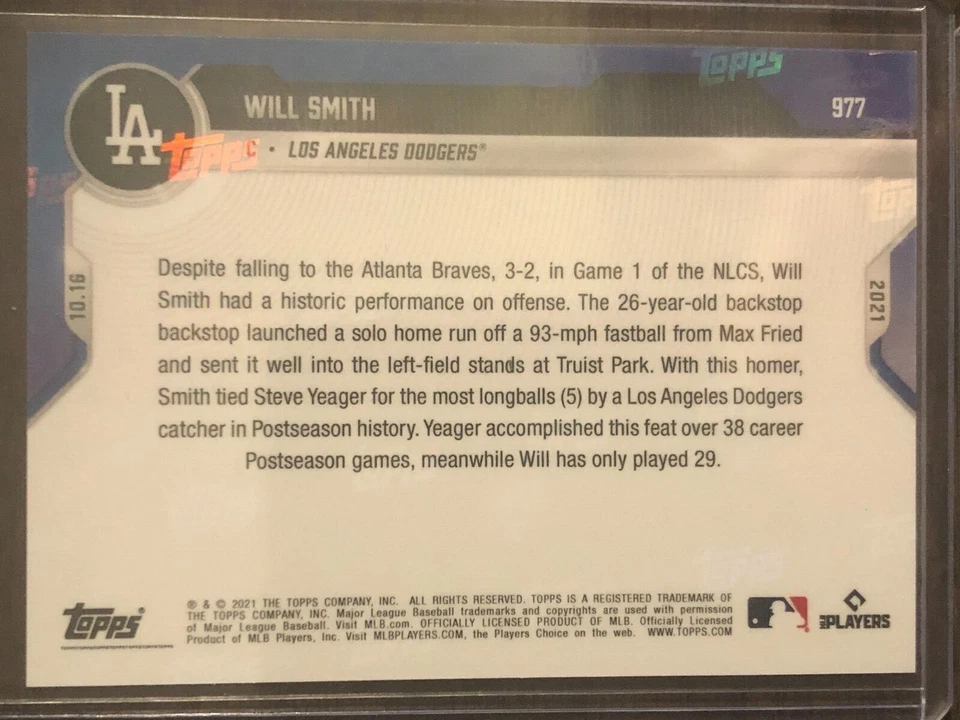 TOPPS
LA
WILL SMITH
977
TOPPS
C • LOS ANGELES DODGERS®
TOPPS
10.16
2021
Despite falling to the Atlanta Braves, 3-2, in Game 1 of the NLCS, Will
Smith had a historic performance on offense. The 26-year-old backstop
backstop launched a solo home run off a 93-mph fastball from Max Fried
and sent it well into the left-field stands at Truist Park. With this homer,
Smith tied Steve Yeager for the most longballs (5) by a Los Angeles Dodgers
catcher in Postseason history. Yeager accomplished this feat over 38 career
Postseason games, meanwhile Will has only played 29.
Topps®
® & © 2021 THE TOPPS COMPANY, INC. ALL RIGHTS RESERVED. TOPPS IS A REGISTERED TRADEMARK OF
THE TOPPS COMPANY, INC. Major League Baseball trademarks and copyrights are used with permission
of Major League Baseball. Visit MLB.com. OFFICIALLY LICENSED PRODUCT OF MLB. Officially Licensed
Product of MLB Players, Inc. Visit MLBPLAYERS.COM, the Players Choice on the web. WWW.TOPPS.COM
MLB PLAYERS